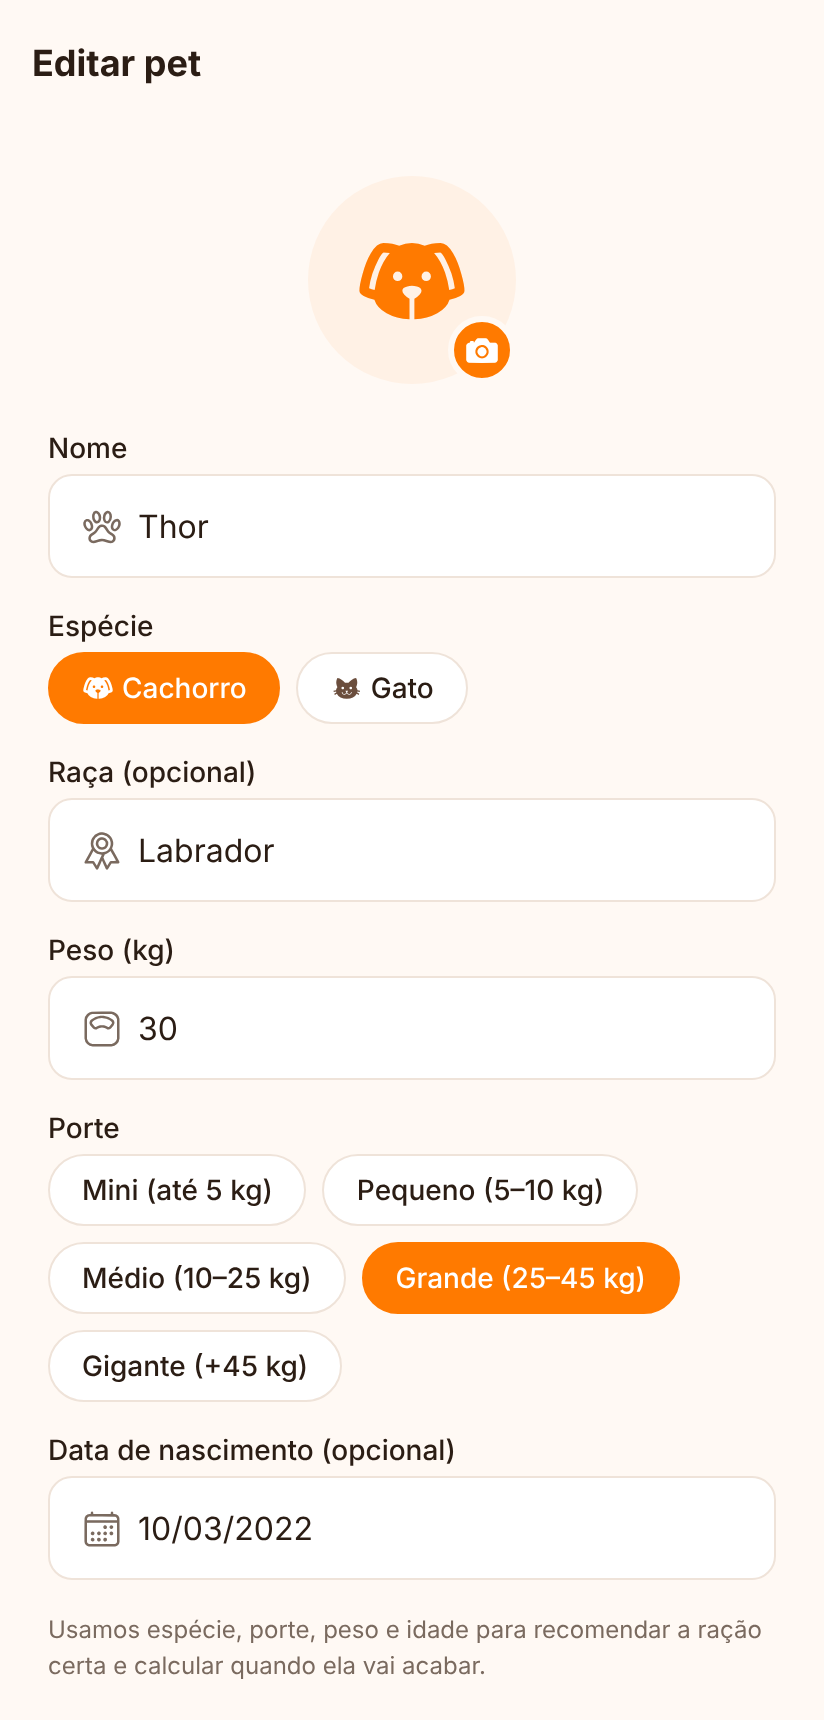 Editar pet
Nome
Thor
Espécie
Cachorro
Gato
Raça (opcional)
Labrador
Peso (kg)
30
Porte
Mini (até 5 kg)
Pequeno (5–10 kg)
Médio (10–25 kg)
Grande (25–45 kg)
Gigante (+45 kg)
Data de nascimento (opcional)
10/03/2022
Usamos espécie, porte, peso e idade para recomendar a ração
certa e calcular quando ela vai acabar.